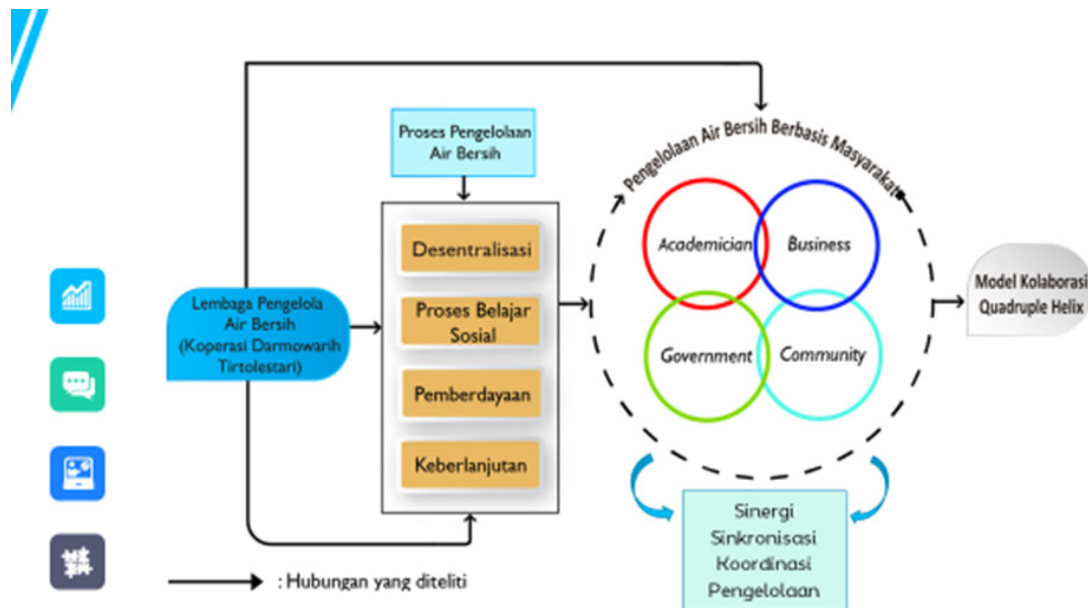 Proses Pengelolaan
Air Bersih
Pengelolaan Air Bersih Berbasis Masyarakat
Desentralisasi
Proses Belajar
Sosial
Pemberdayaan
Keberlanjutan
Lembaga Pengelola
Air Bersih
(Koperasi Darmowarih
Tirtolestari)
Academician
Business
Government
Community
Model Kolaborasi
Quadruple Helix
Sinergi
Sinkronisasi
Koordinasi
Pengelolaan
: Hubungan yang diteliti